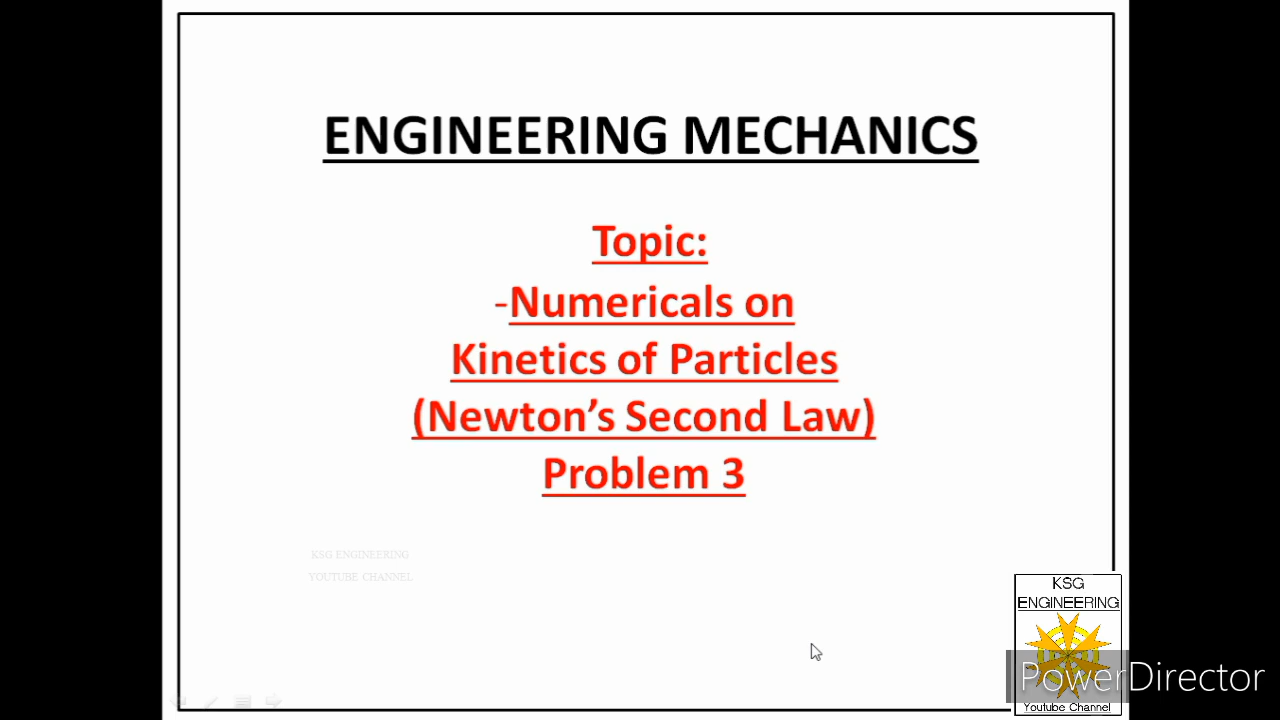 ENGINEERING MECHANICS
Topic:
-Numericals on
Kinetics of Particles
(Newton’s Second Law)
Problem 3
KSG ENGINEERING
YOUTUBE CHANNEL
KSG
ENGINEERING
PowerDirector
Youtube Channel